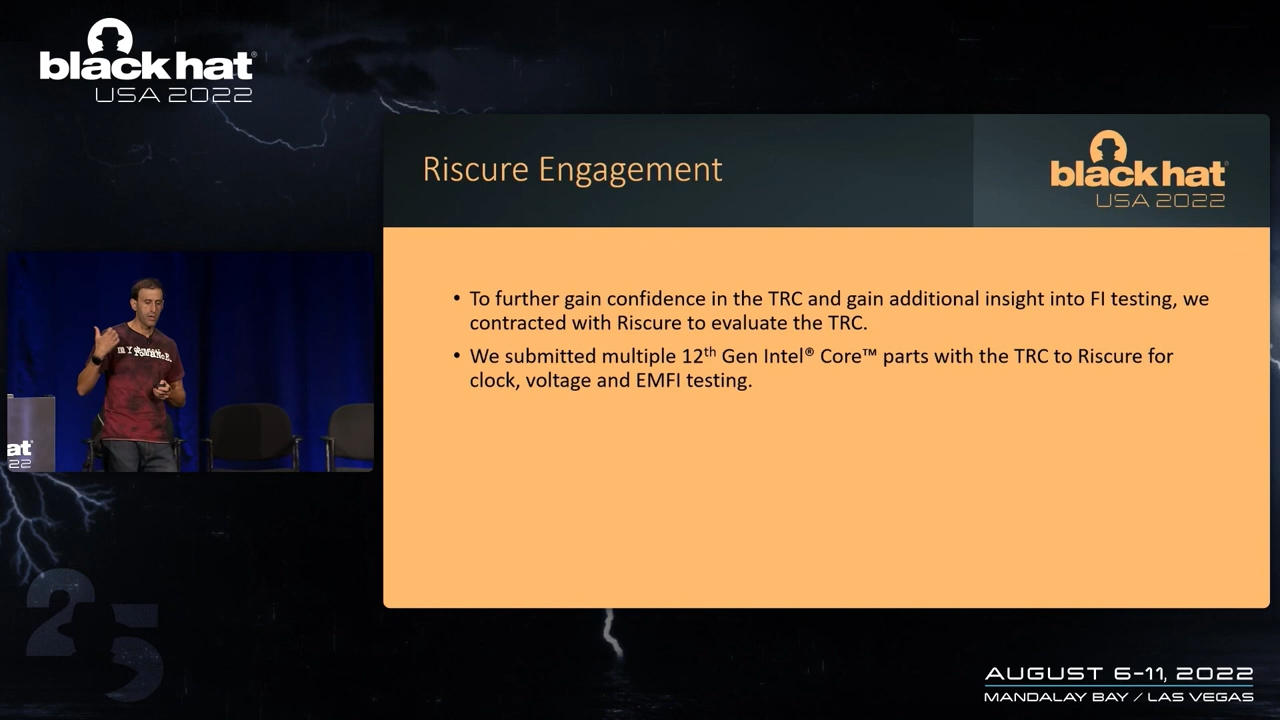 black hat®
USA 2022
Riscure Engagement
black hat®
USA 2022
• To further gain confidence in the TRC and gain additional insight into FI testing, we
contracted with Riscure to evaluate the TRC.
• We submitted multiple 12th Gen Intel® Core™ parts with the TRC to Riscure for
clock, voltage and EMFI testing.
at
22
25
AUGUST 6-11, 2022
MANDALAY BAY / LAS VEGAS